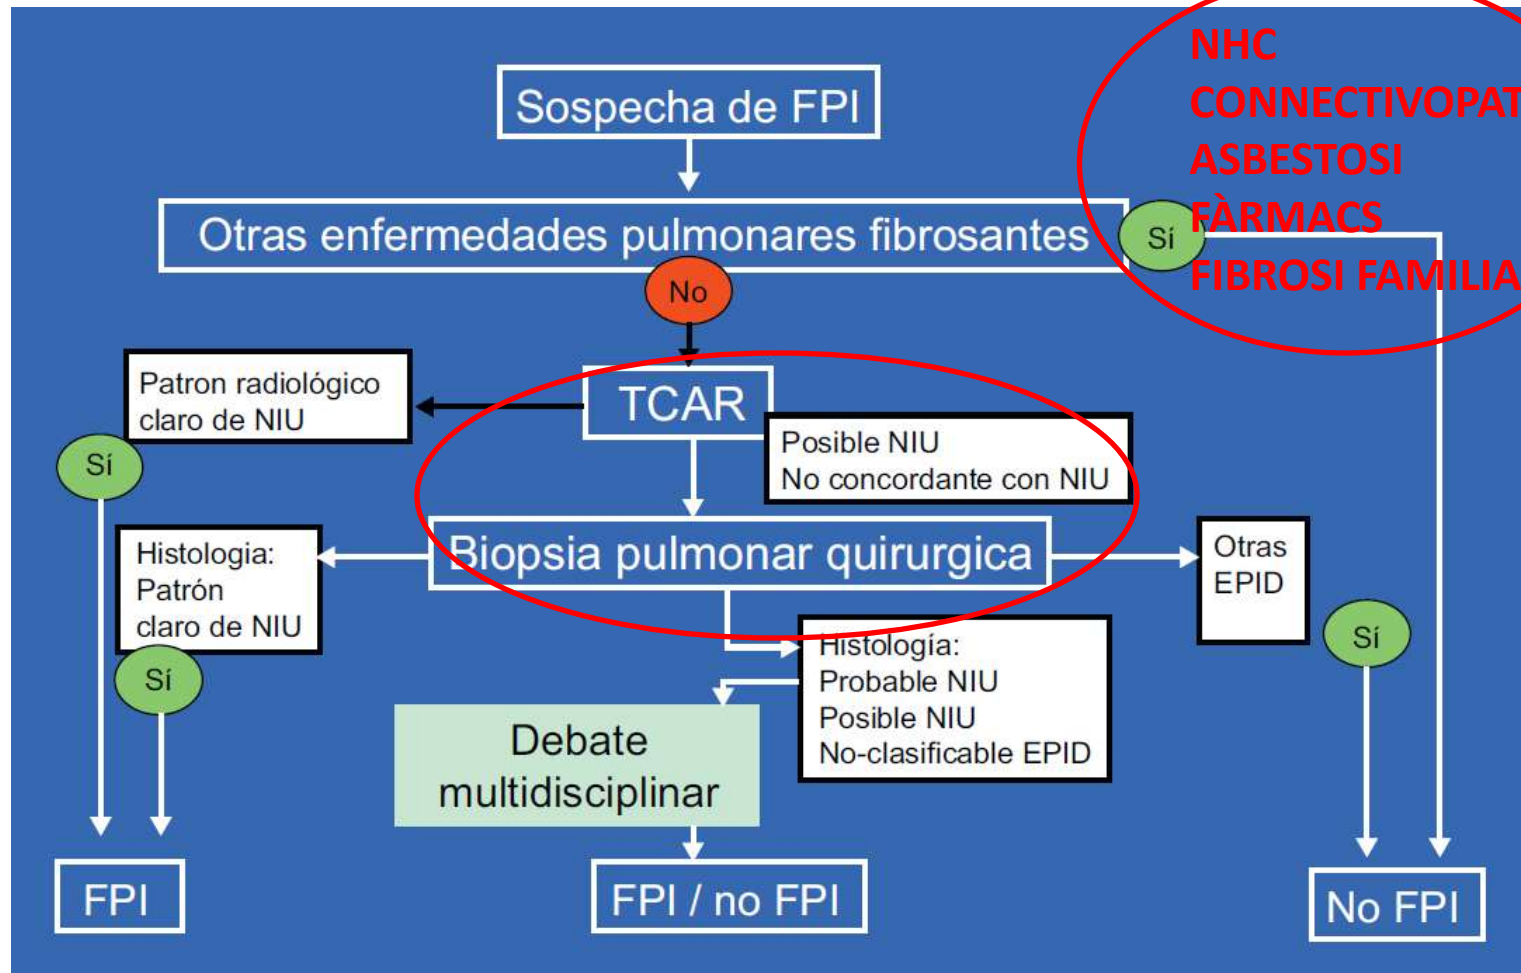 NHC
CONNECTIVOPAT
ASBESTOSI
FÀRMACS
FIBROSI FAMILIA
Sospecha de FPI
Otras enfermedades pulmonares fibrosantes
Sí
No
Patron radiológico
claro de NIU
TCAR
Posible NIU
No concordante con NIU
Sí
Histologia:
Patrón
claro de NIU
Biopsia pulmonar quirurgica
Otras
EPID
Sí
Sí
Histología:
Probable NIU
Posible NIU
No-clasificable EPID
Debate
multidisciplinar
FPI
FPI / no FPI
No FPI